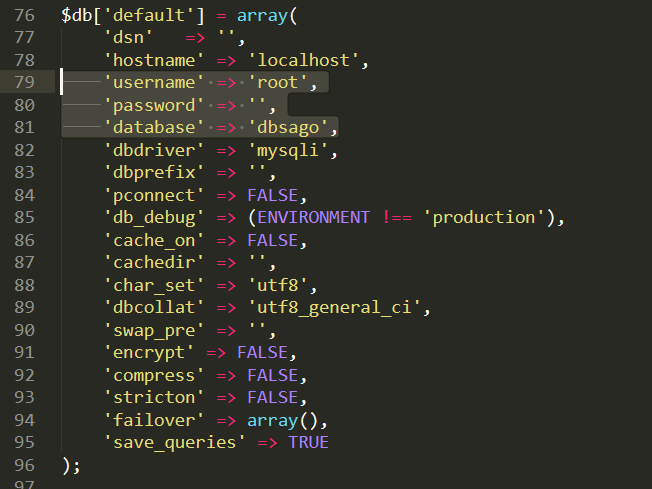 76 $db['default'] = array(
77     'dsn'   => '',
78     'hostname' => 'localhost',
79     'username' => 'root',
80     'password' => '',
81     'database' => 'dbsago',
82     'dbdriver' => 'mysqli',
83     'dbprefix' => '',
84     'pconnect' => FALSE,
85     'db_debug' => (ENVIRONMENT !== 'production'),
86     'cache_on' => FALSE,
87     'cachedir' => '',
88     'char_set' => 'utf8',
89     'dbcollat' => 'utf8_general_ci',
90     'swap_pre' => '',
91     'encrypt' => FALSE,
92     'compress' => FALSE,
93     'stricton' => FALSE,
94     'failover' => array(),
95     'save_queries' => TRUE
96 );
97